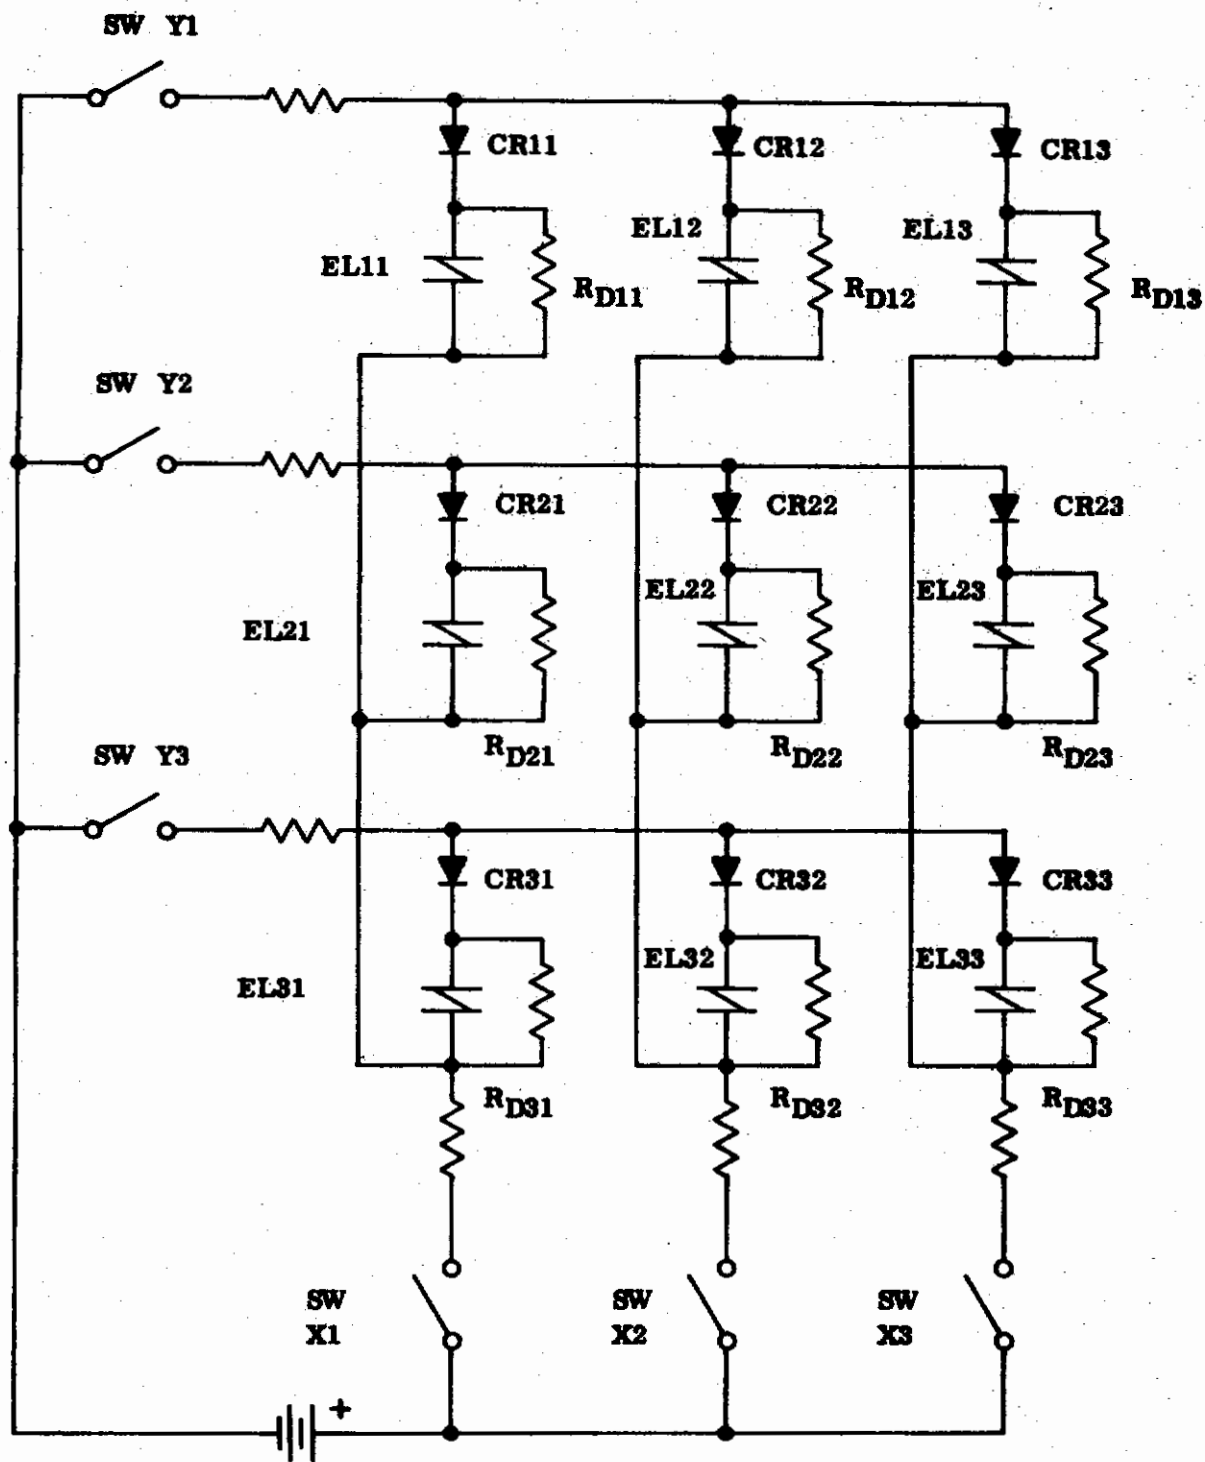 SW Y1
CR11
CR12
CR13
EL11
RD11
EL12
RD12
EL13
RD13
SW Y2
CR21
CR22
CR23
EL21
EL22
EL23
RD21
RD22
RD23
SW Y3
CR31
CR32
CR33
EL31
EL32
EL33
RD31
RD32
RD33
SW
X1
SW
X2
SW
X3
+